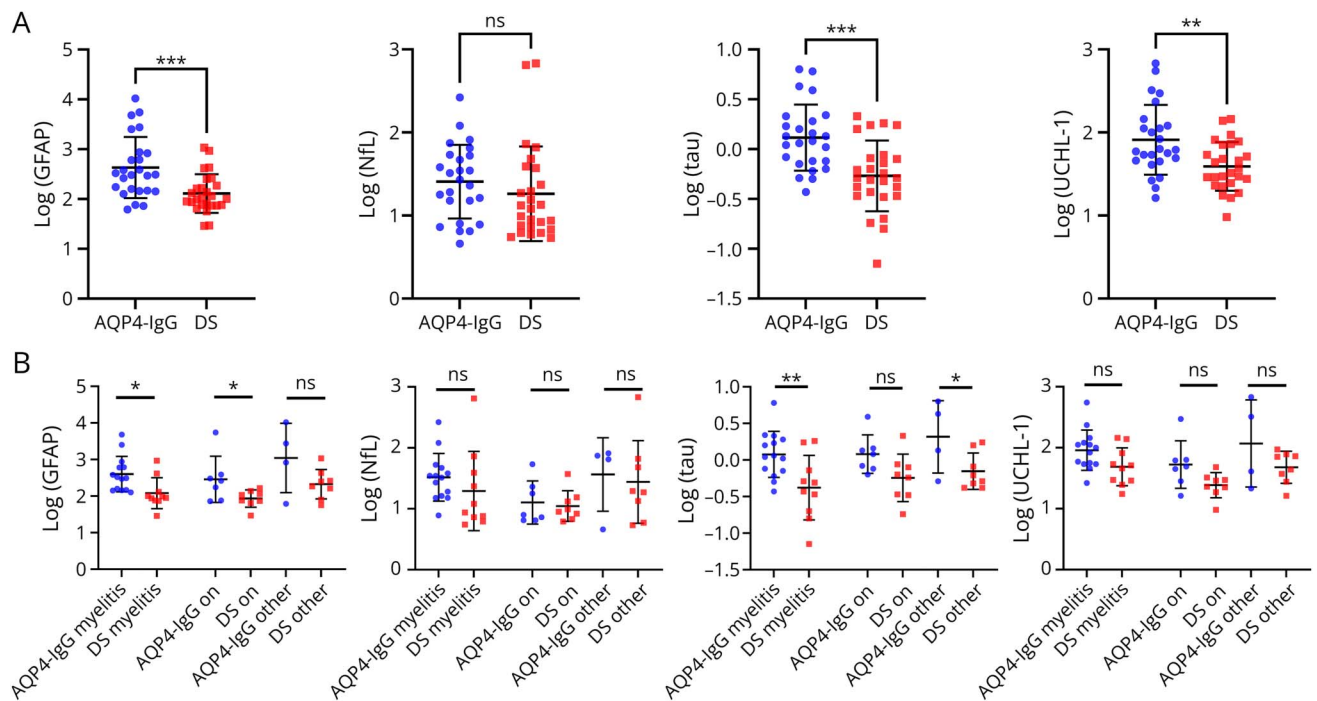 A
Log (GFAP)
5
4
3
2
1
0
***
AQP4-IgG
DS
Log (NfL)
3
2
1
0
ns
AQP4-IgG
DS
Log (tau)
1.0
0.5
0.0
–0.5
–1.0
–1.5
***
AQP4-IgG
DS
Log (UCHL-1)
3
2
1
0
**
AQP4-IgG
DS
B
Log (GFAP)
5
4
3
2
1
0
*
*
ns
AQP4-IgG myelitis
DS myelitis
AQP4-IgG on
DS on
AQP4-IgG other
DS other
Log (NfL)
3
2
1
0
ns
ns
ns
AQP4-IgG myelitis
DS myelitis
AQP4-IgG on
DS on
AQP4-IgG other
DS other
Log (tau)
1.0
0.5
0.0
–0.5
–1.0
–1.5
**
ns
*
AQP4-IgG myelitis
DS myelitis
AQP4-IgG on
DS on
AQP4-IgG other
DS other
Log (UCHL-1)
3
2
1
0
ns
ns
ns
AQP4-IgG myelitis
DS myelitis
AQP4-IgG on
DS on
AQP4-IgG other
DS other